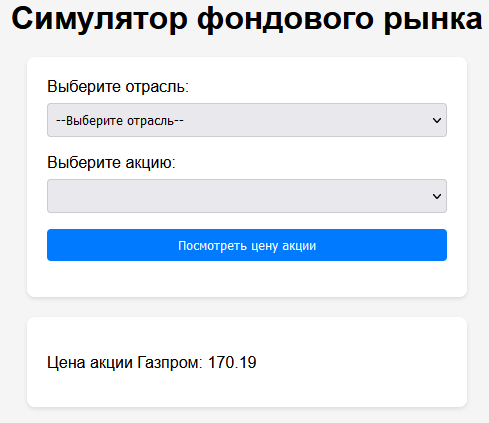 Симулятор фондового рынка
Выберите отрасль:
--Выберите отрасль--
Выберите акцию:
Посмотреть цену акции
Цена акции Газпром: 170.19